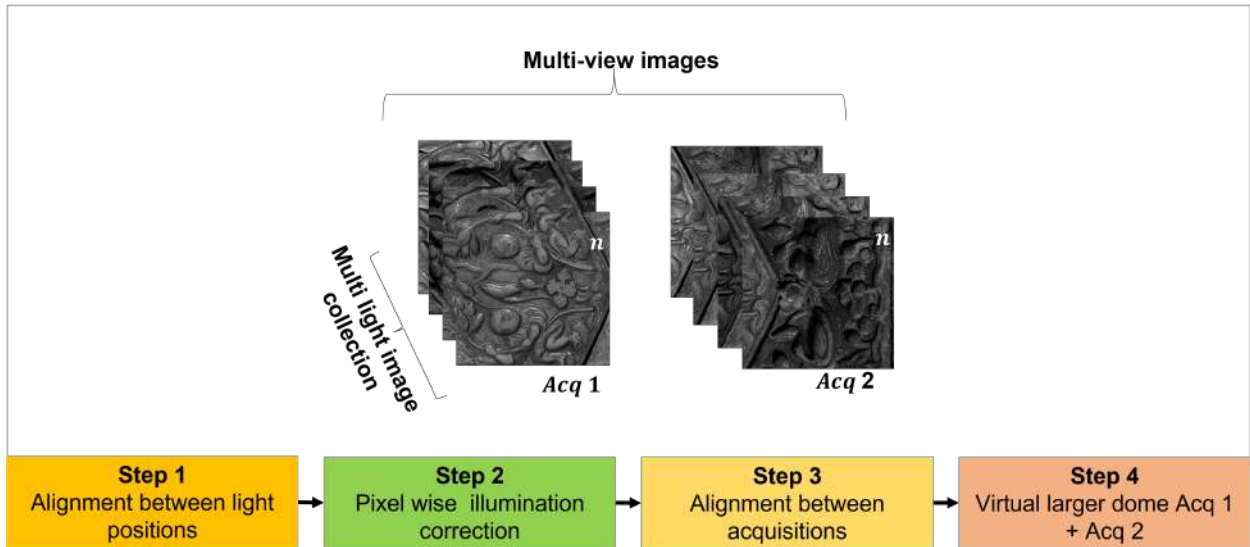 Multi-view images
Multi light image
collection
n
n
Acq 1
Acq 2
Step 1
Alignment between light
positions
Step 2
Pixel wise illumination
correction
Step 3
Alignment between
acquisitions
Step 4
Virtual larger dome Acq 1
+ Acq 2